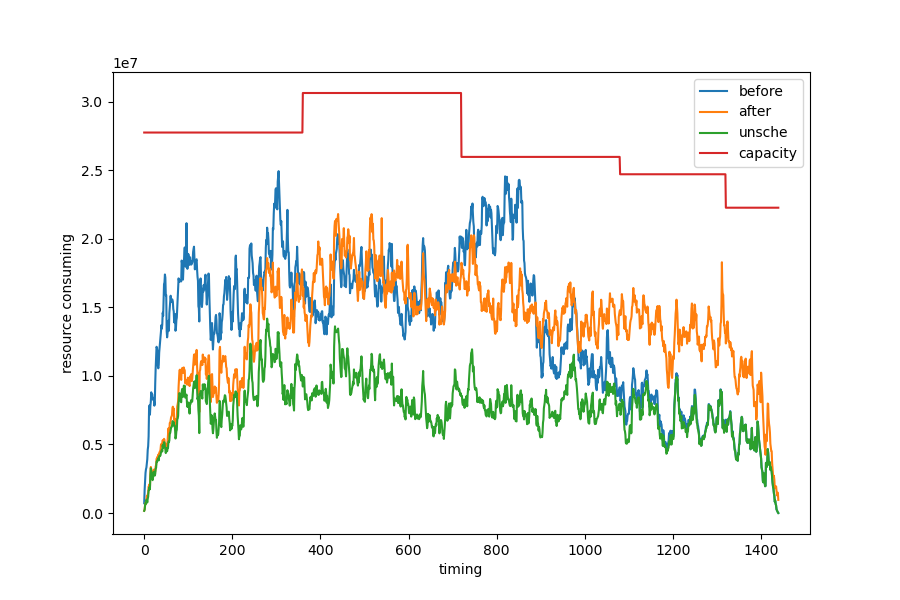 1e7
before
after
unsche
capacity
3.0
2.5
2.0
1.5
1.0
0.5
0.0
resource consuming
0 200 400 600 800 1000 1200 1400
timing